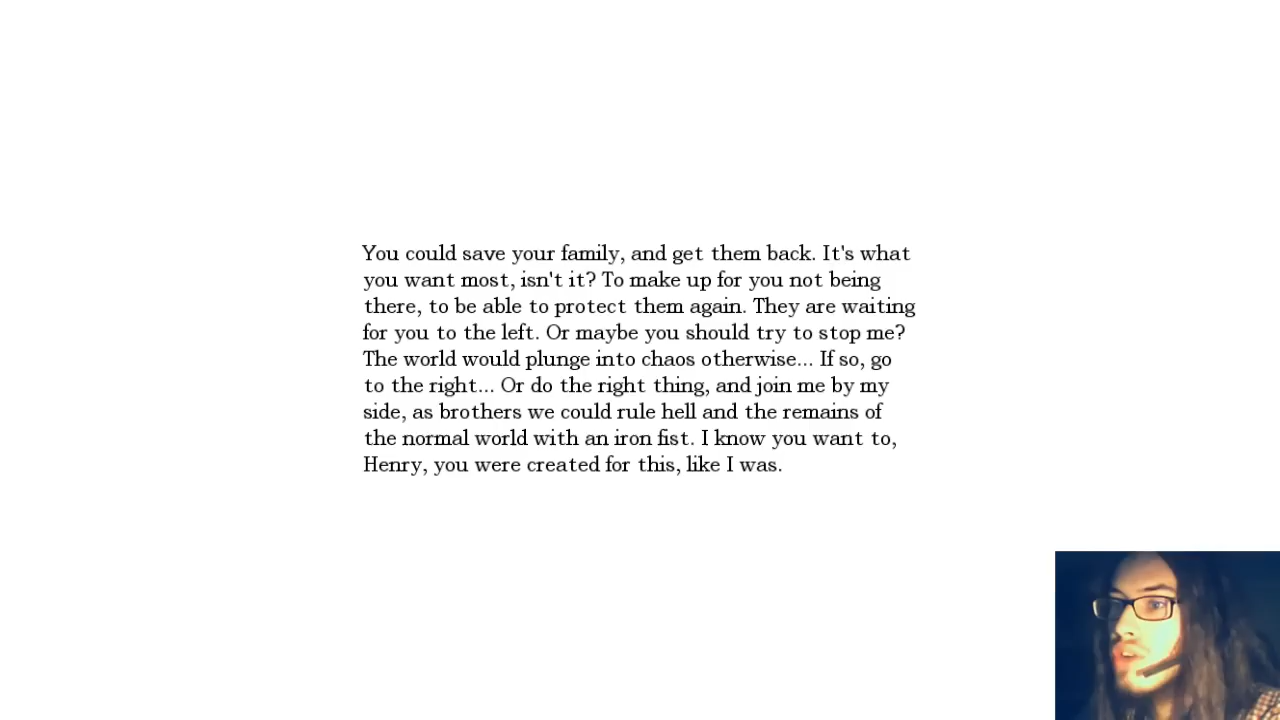 You could save your family, and get them back. It's what
you want most, isn't it? To make up for you not being
there, to be able to protect them again. They are waiting
for you to the left. Or maybe you should try to stop me?
The world would plunge into chaos otherwise... If so, go
to the right... Or do the right thing, and join me by my
side, as brothers we could rule hell and the remains of
the normal world with an iron fist. I know you want to,
Henry, you were created for this, like I was.